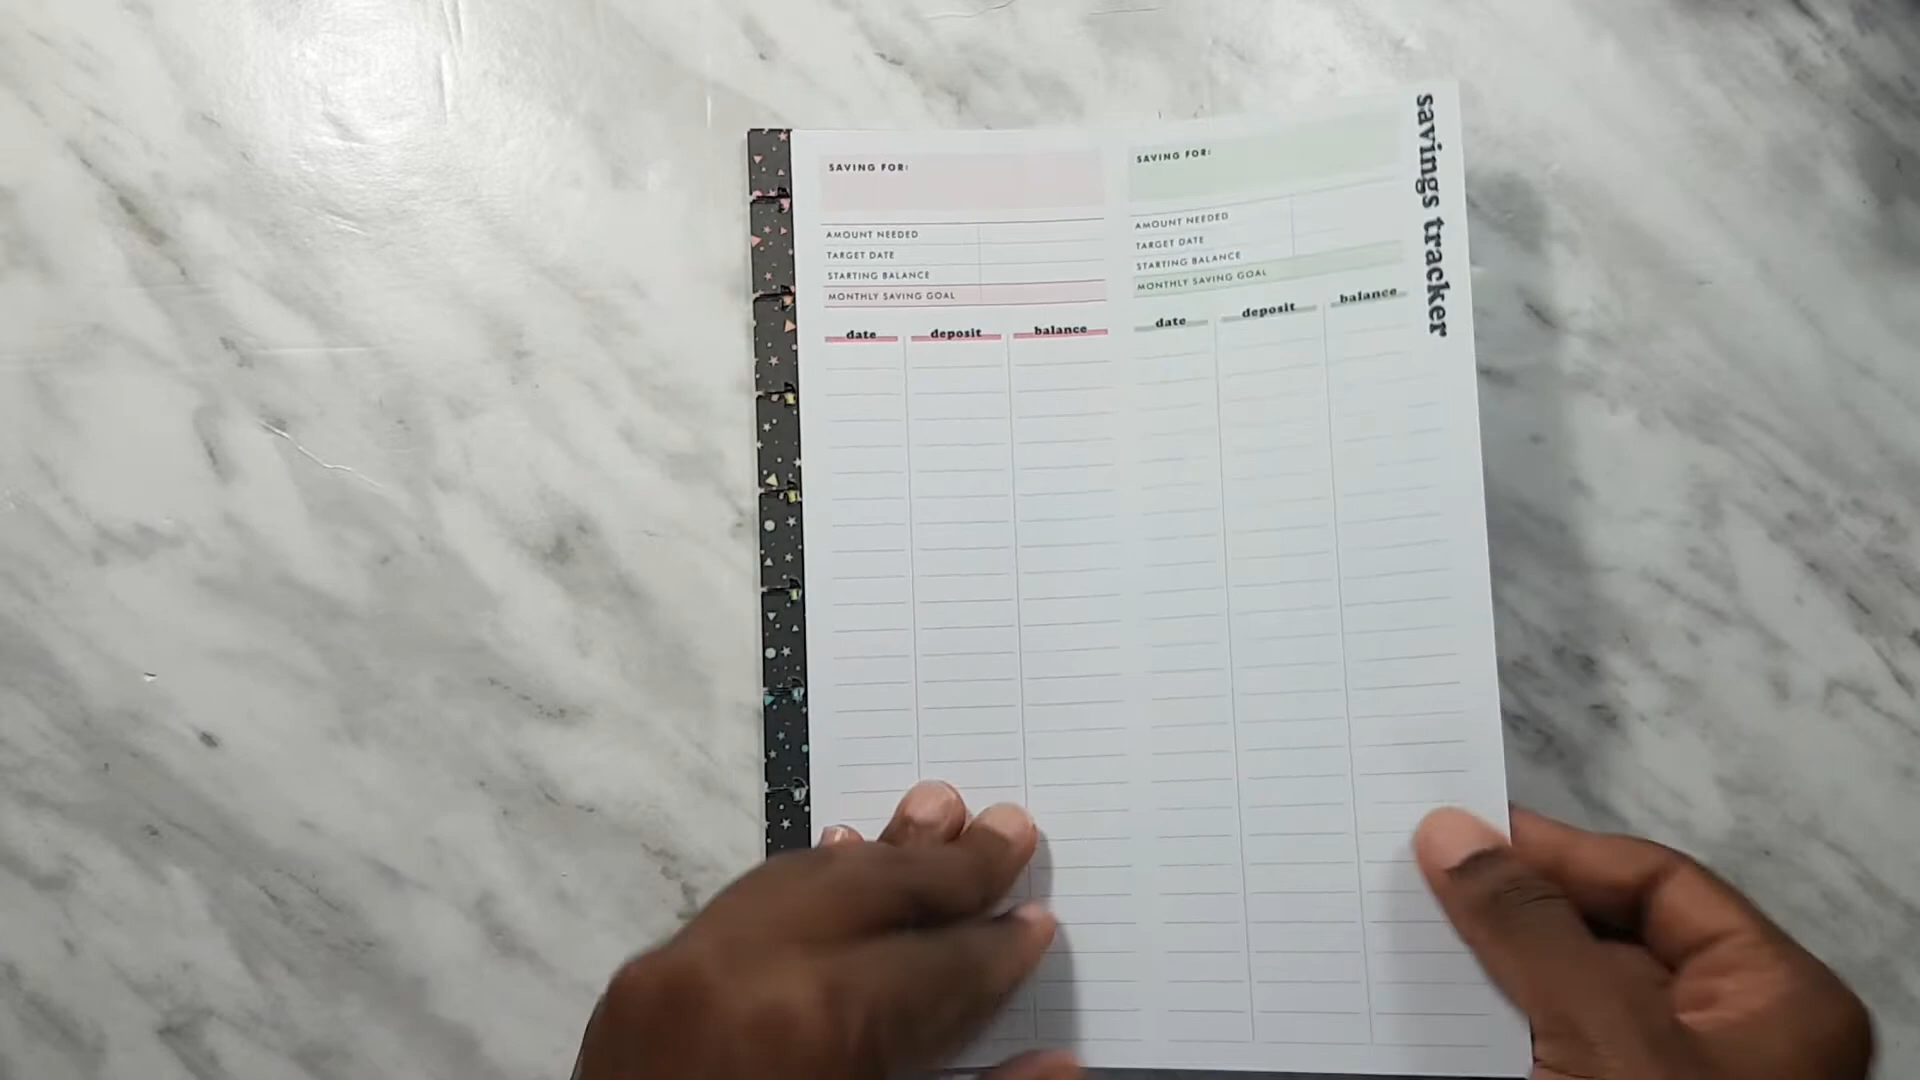 SAVING FOR:
AMOUNT NEEDED
TARGET DATE
STARTING BALANCE
MONTHLY SAVING GOAL
date deposit balance
SAVING FOR:
AMOUNT NEEDED
TARGET DATE
STARTING BALANCE
MONTHLY SAVING GOAL
date deposit balance
savings tracker